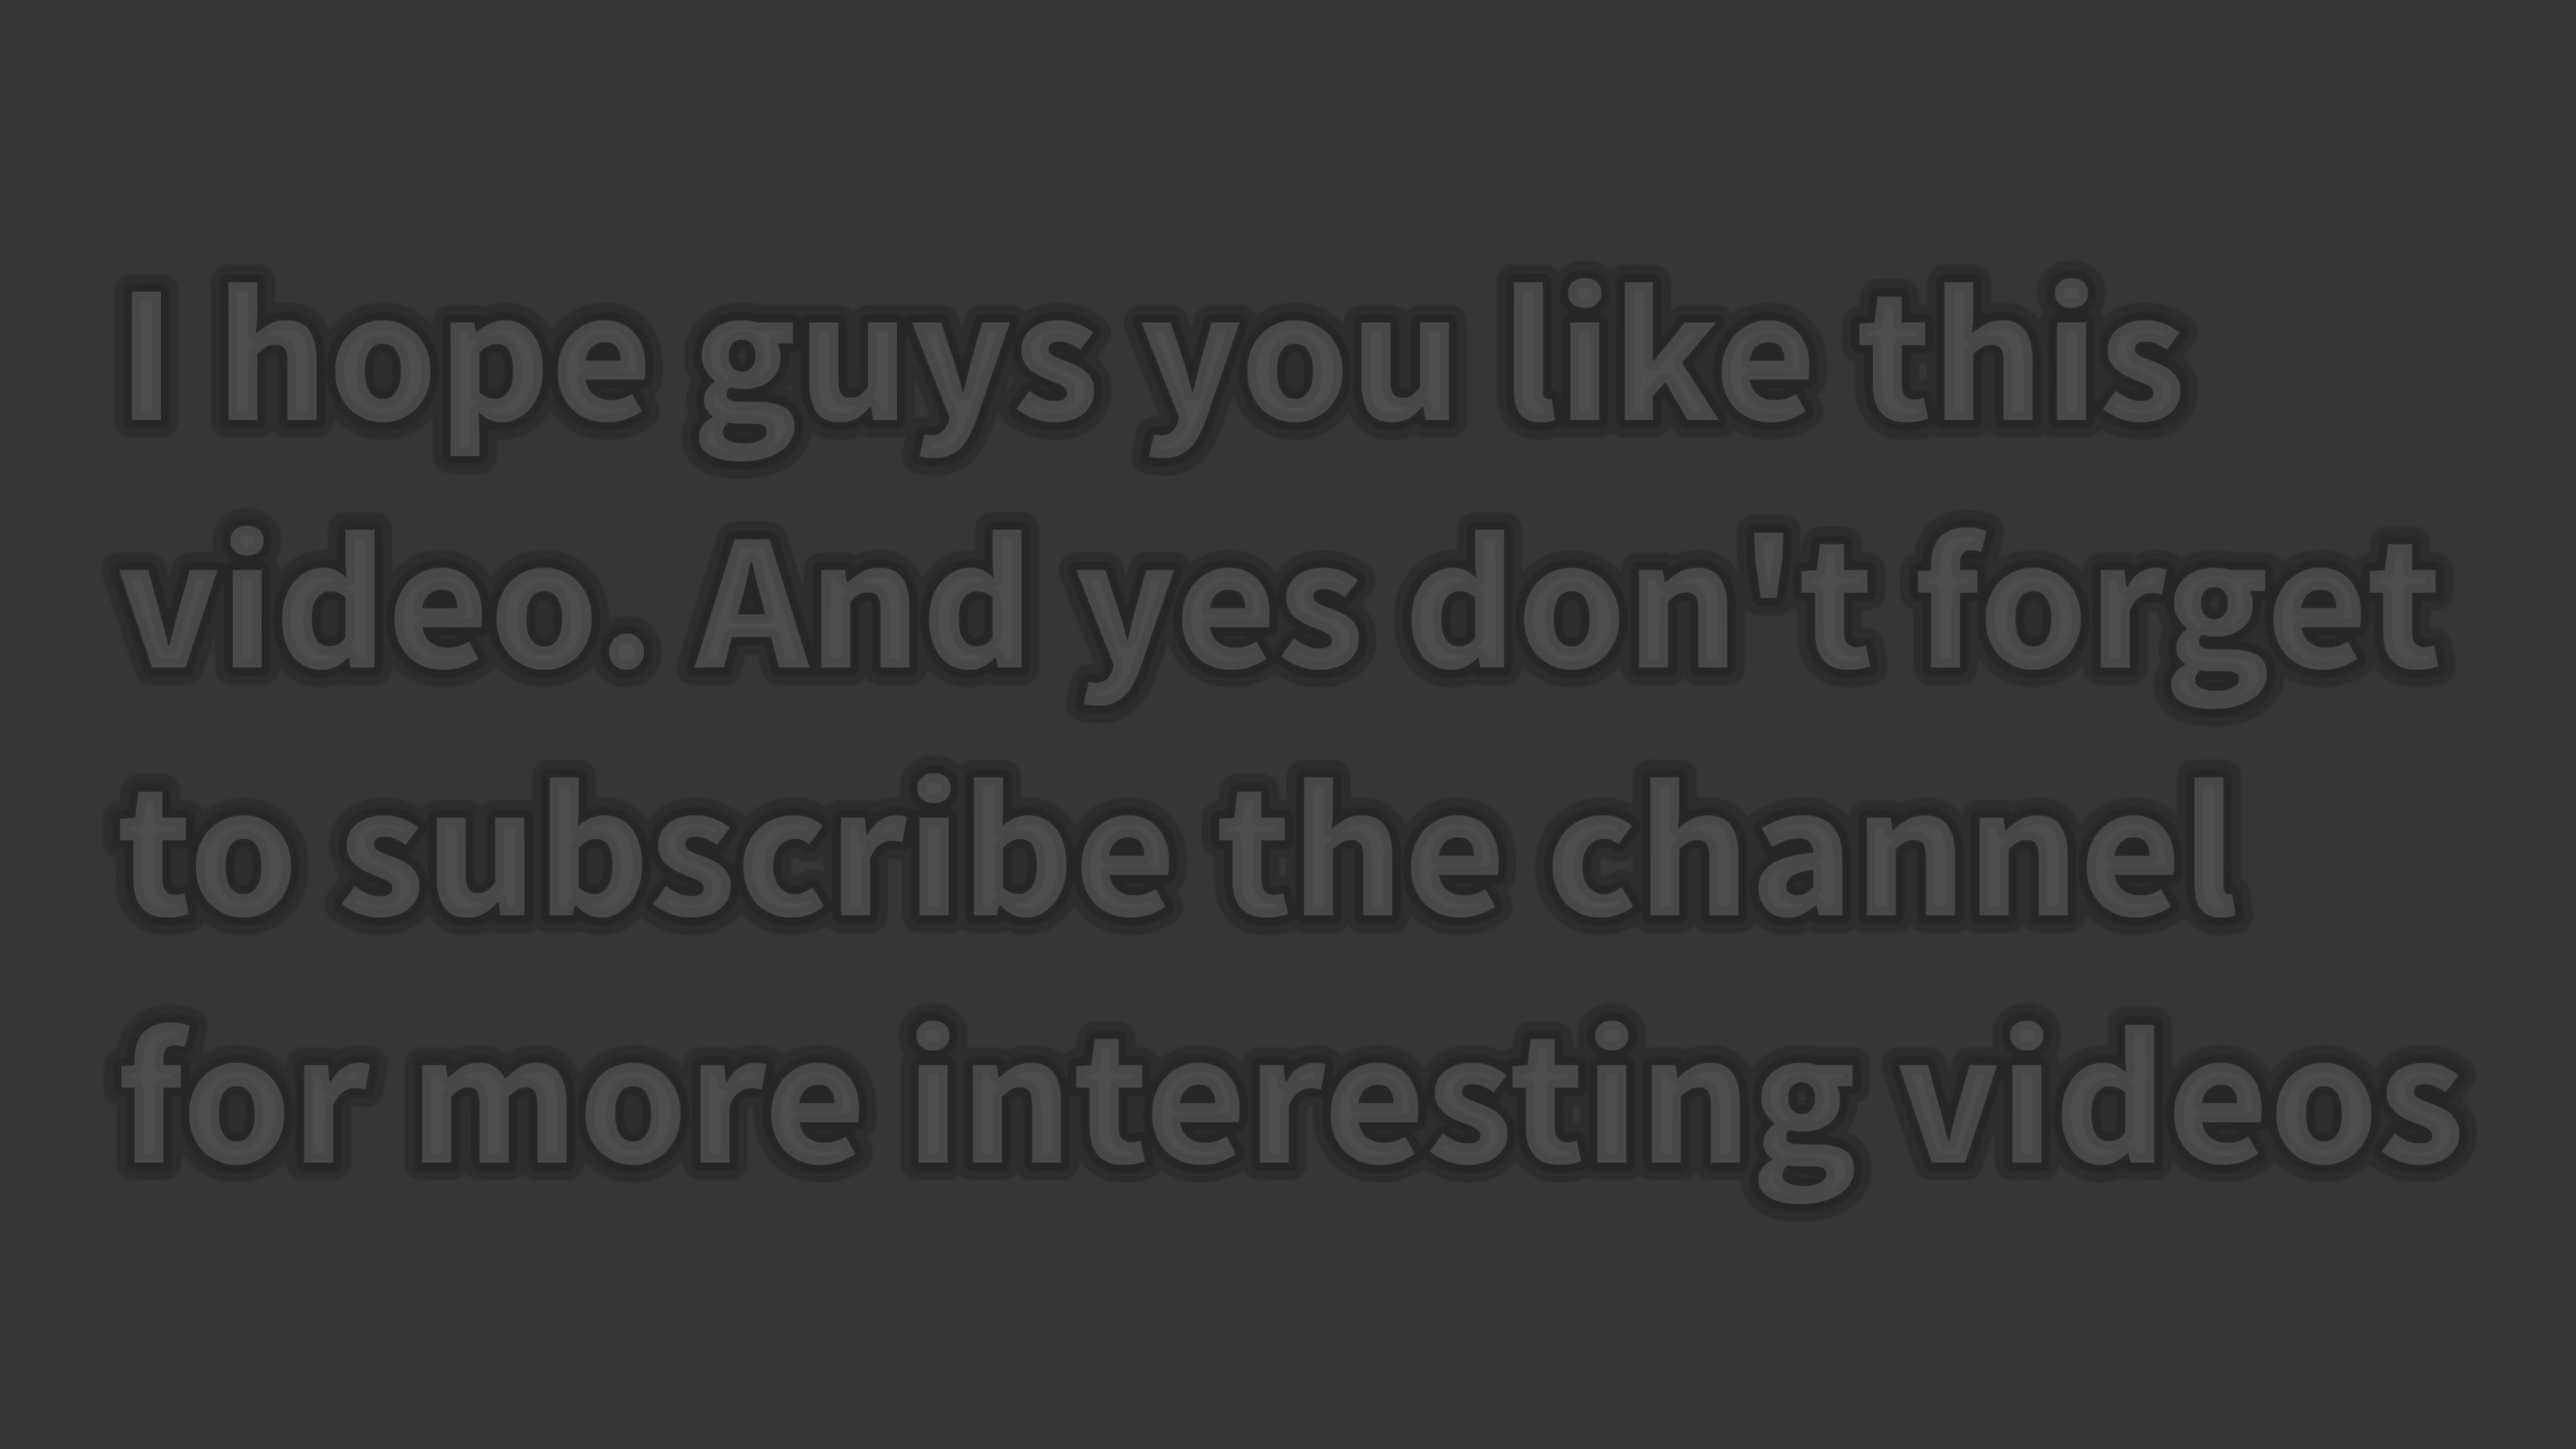 I hope guys you like this
video. And yes don't forget
to subscribe the channel
for more interesting videos